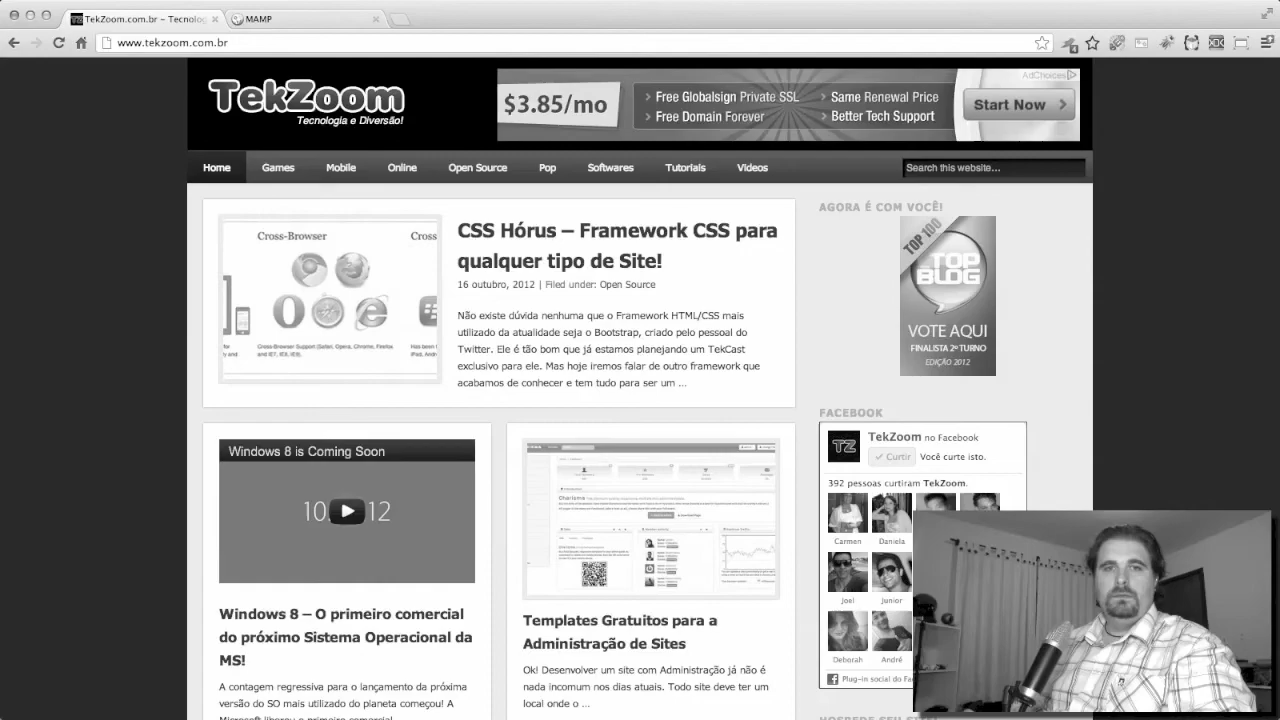 TekZoom.com.br – Tecnolog
MAMP
www.tekzoom.com.br
TekZoom
Tecnologia e Diversão!
AdChoices
$3.85/mo
Free Globalsign Private SSL
Free Domain Forever
Same Renewal Price
Better Tech Support
Start Now
Home
Games
Mobile
Online
Open Source
Pop
Softwares
Tutoriais
Vídeos
Search this website...
Cross-Browser
Cross
Cross-Browser Support (Safari, Opera, Chrome, Firefox
and IE7, IE8, IE9).
CSS Hórus – Framework CSS para
qualquer tipo de Site!
16 outubro, 2012 | Filed under: Open Source
Não existe dúvida nenhuma que o Framework HTML/CSS mais
utilizado da atualidade seja o Bootstrap, criado pelo pessoal do
Twitter. Ele é tão bom que já estamos planejando um TekCast
exclusivo para ele. Mas hoje iremos falar de outro framework que
acabamos de conhecer e tem tudo para ser um ...
AGORA É COM VOCÊ!
TOP 100
TOP
BLOG
VOTE AQUI
FINALISTA 2º TURNO
EDIÇÃO 2012
Windows 8 is Coming Soon
10 12
Windows 8 – O primeiro comercial
do próximo Sistema Operacional da
MS!
A contagem regressiva para o lançamento da próxima
versão do SO mais utilizado do planeta começou! A
Microsoft liberou o primeiro comercial
Charisma
Templates Gratuitos para a
Administração de Sites
Ok! Desenvolver um site com Administração já não é
nada incomum nos dias atuais. Todo site deve ter um
local onde o ...
FACEBOOK
TZ
TekZoom no Facebook
Curtir
Você curte isto.
392 pessoas curtiram TekZoom.
Carmen
Daniela
Joel
Junior
Deborah
André
Plug-in social do Fa